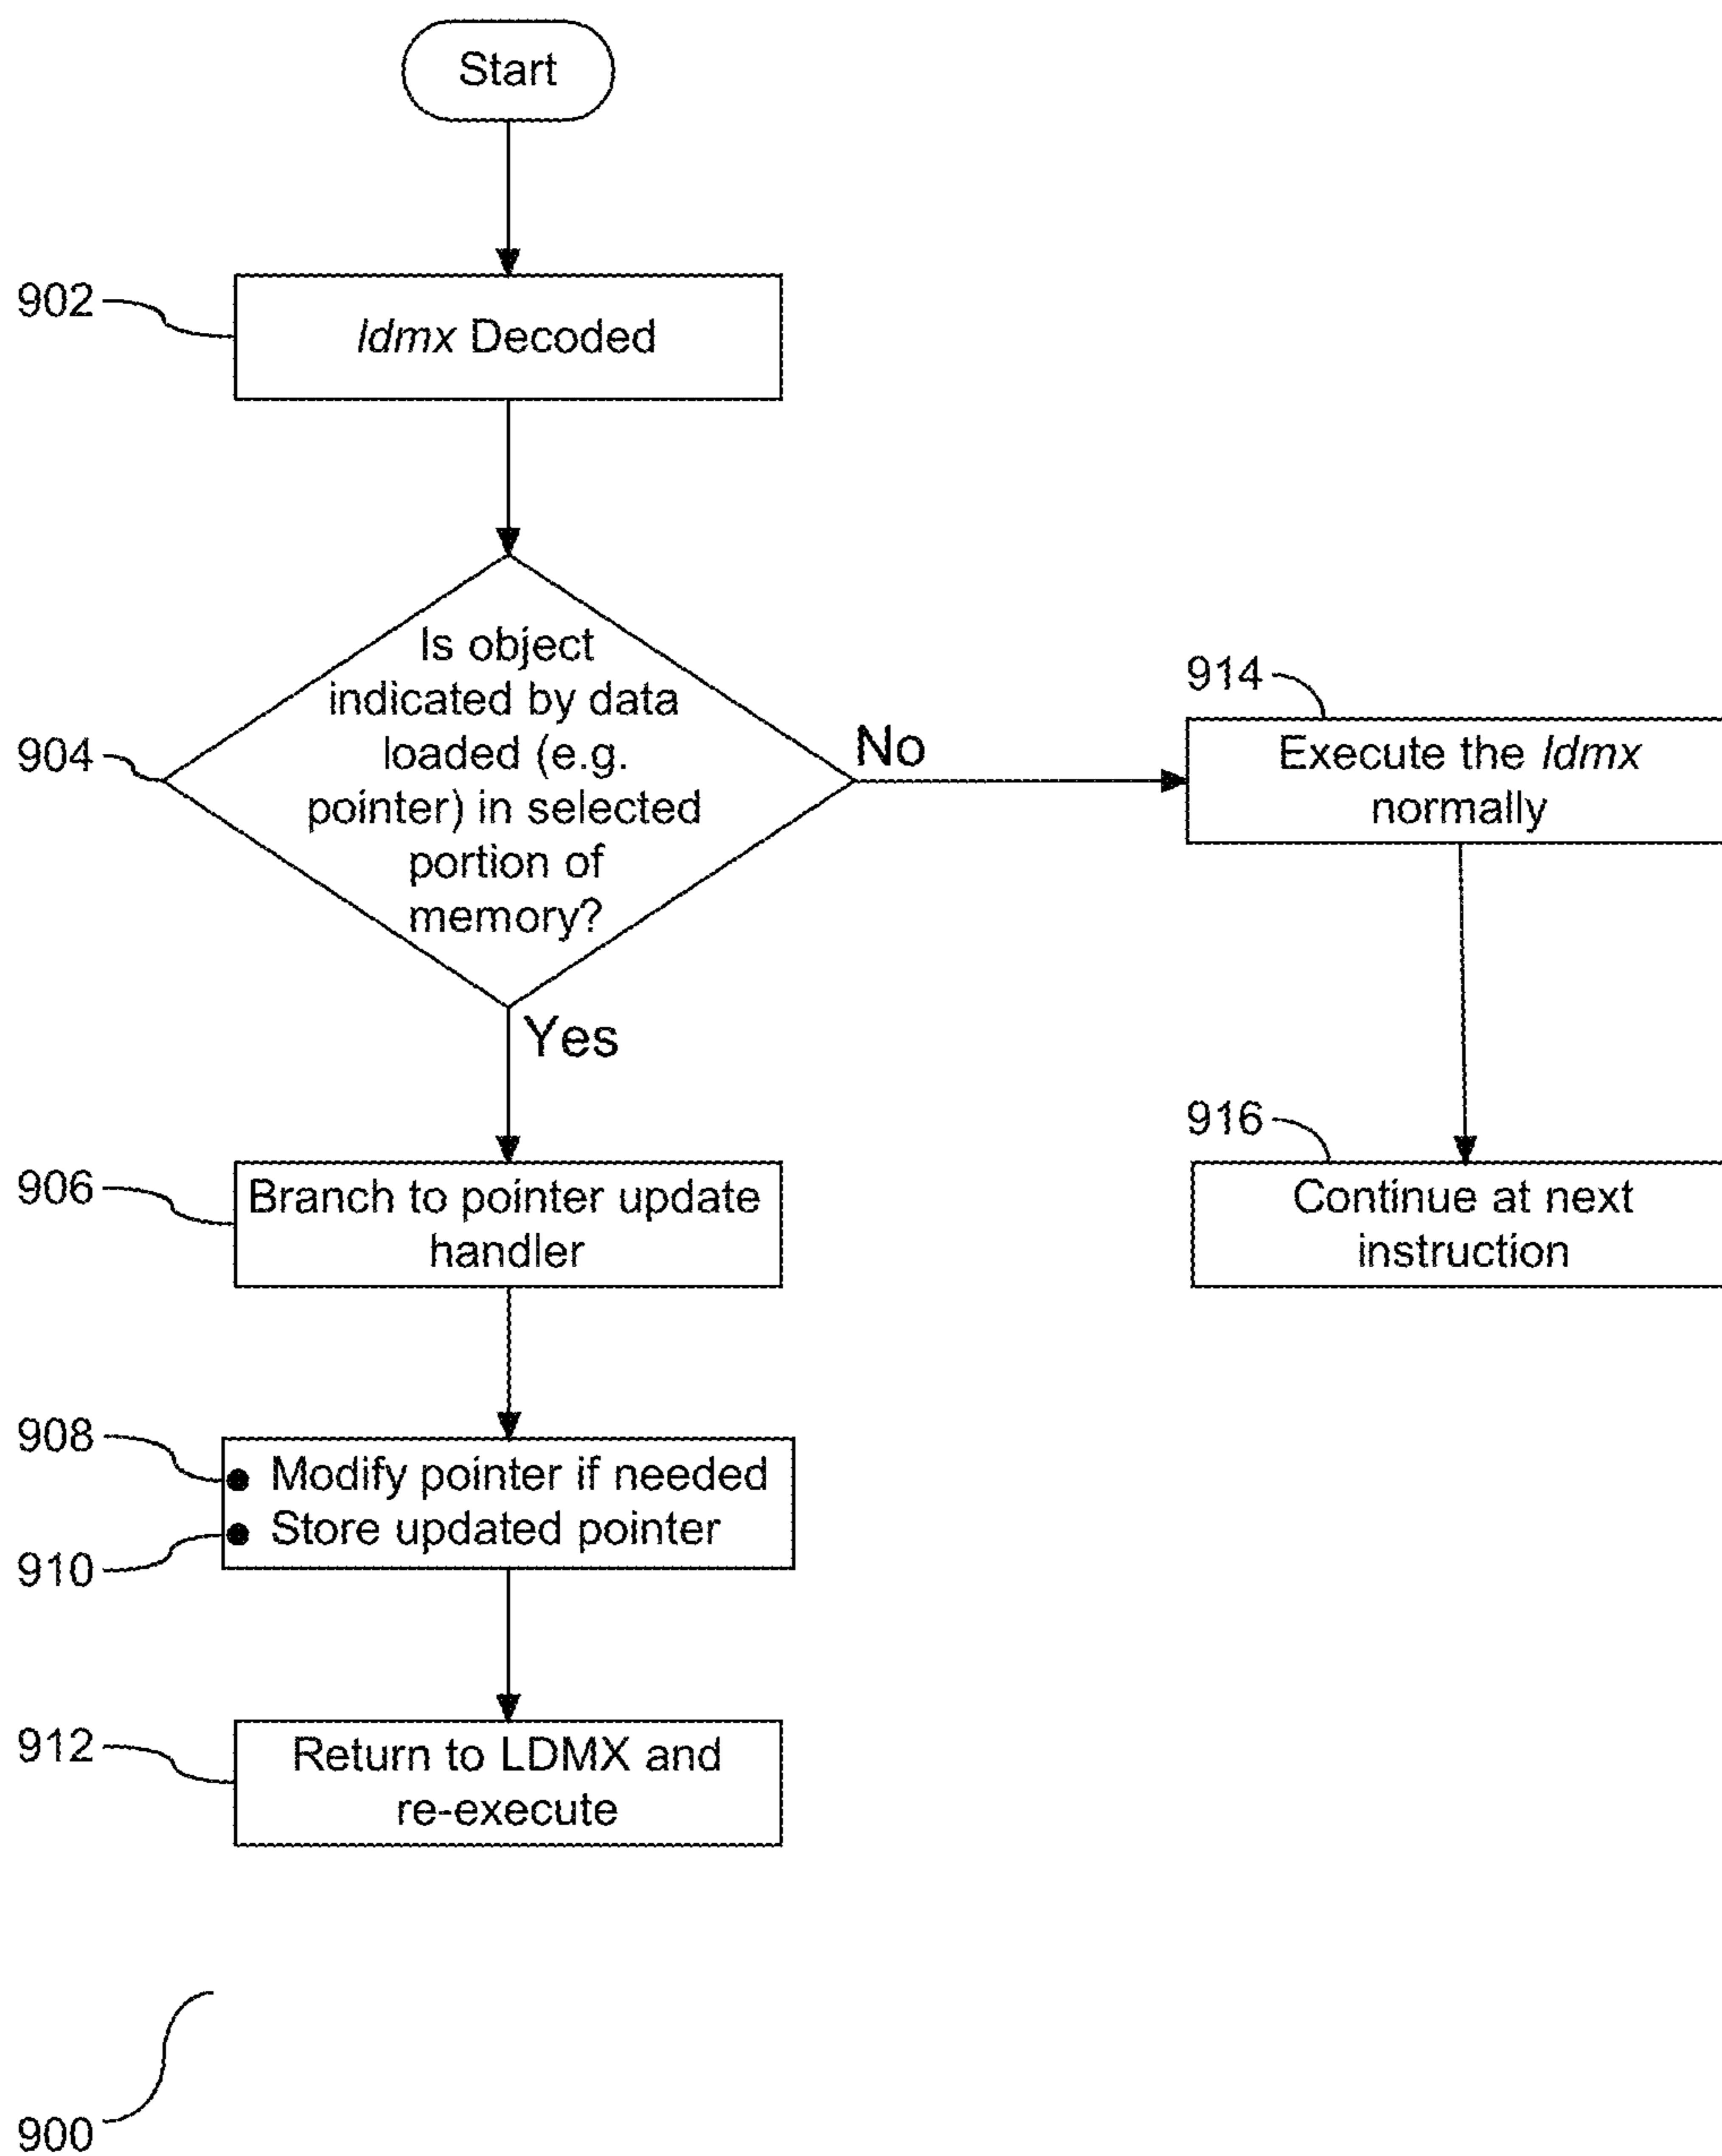 Start
902
ldmx Decoded
Is object
indicated by data
loaded (e.g.
pointer) in selected
portion of
memory?
904
No
914
Execute the ldmx
normally
Yes
916
Continue at next
instruction
906
Branch to pointer update
handler
908
● Modify pointer if needed
● Store updated pointer
910
912
Return to LDMX and
re-execute
900